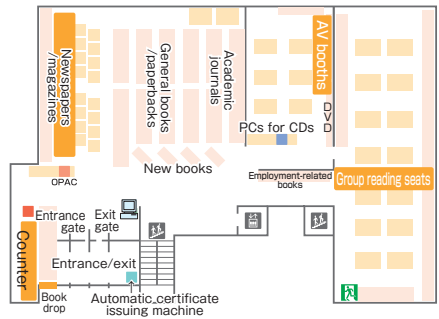 Newspapers
/magazines
General books
/paperbacks
Academic
journals
AV booths
DVD
PCs for CDs
New books
OPAC
Employment-related
books
Group reading seets
Entrance
gate
Exit
gate
Counter
Entrance/exit
Book
drop
Automatic certificate
issuing machine